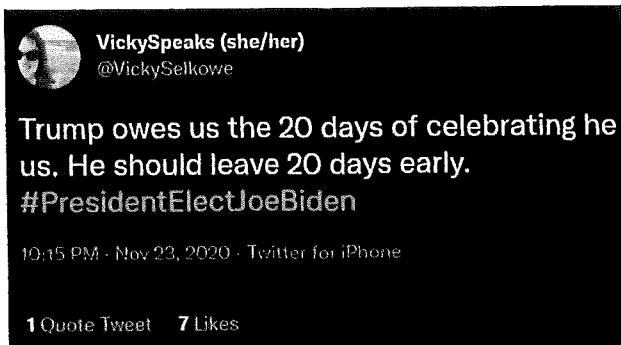 VickySpeaks (she/her)
@VickySelkowe
Trump owes us the 20 days of celebrating he
us. He should leave 20 days early.
#PresidentElectJoeBiden
10:15 PM · Nov 23, 2020 · Twitter for iPhone
1 Quote Tweet 7 Likes